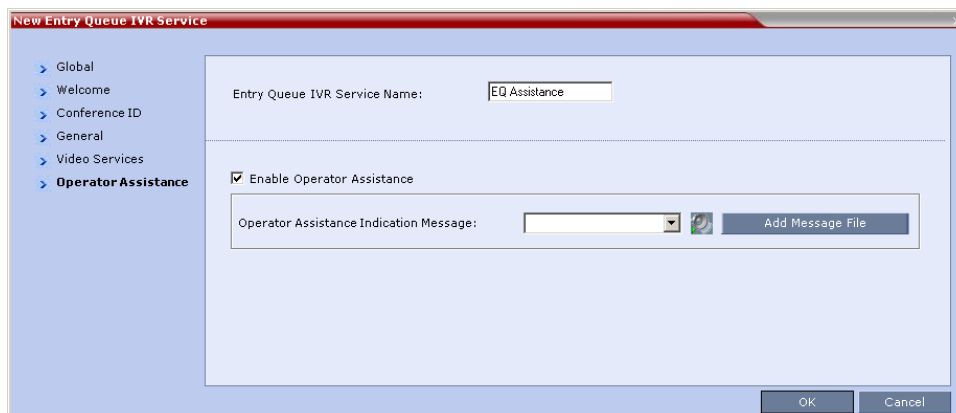 New Entry Queue IVR Service
Global
Welcome
Conference ID
General
Video Services
Operator Assistance
Entry Queue IVR Service Name: EQ Assistance
Enable Operator Assistance
Operator Assistance Indication Message: Add Message File
OK Cancel